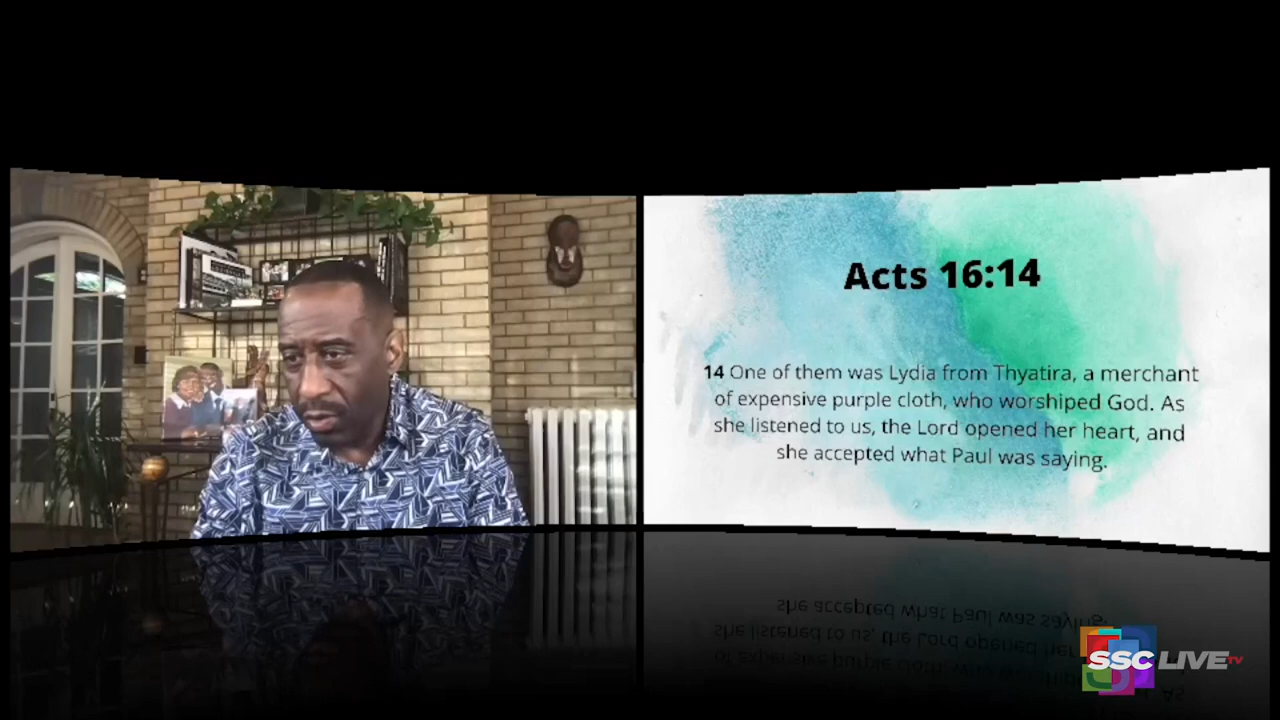 Acts 16:14
14 One of them was Lydia from Thyatira, a merchant
of expensive purple cloth, who worshiped God. As
she listened to us, the Lord opened her heart, and
she accepted what Paul was saying.
SSC LIVE TV